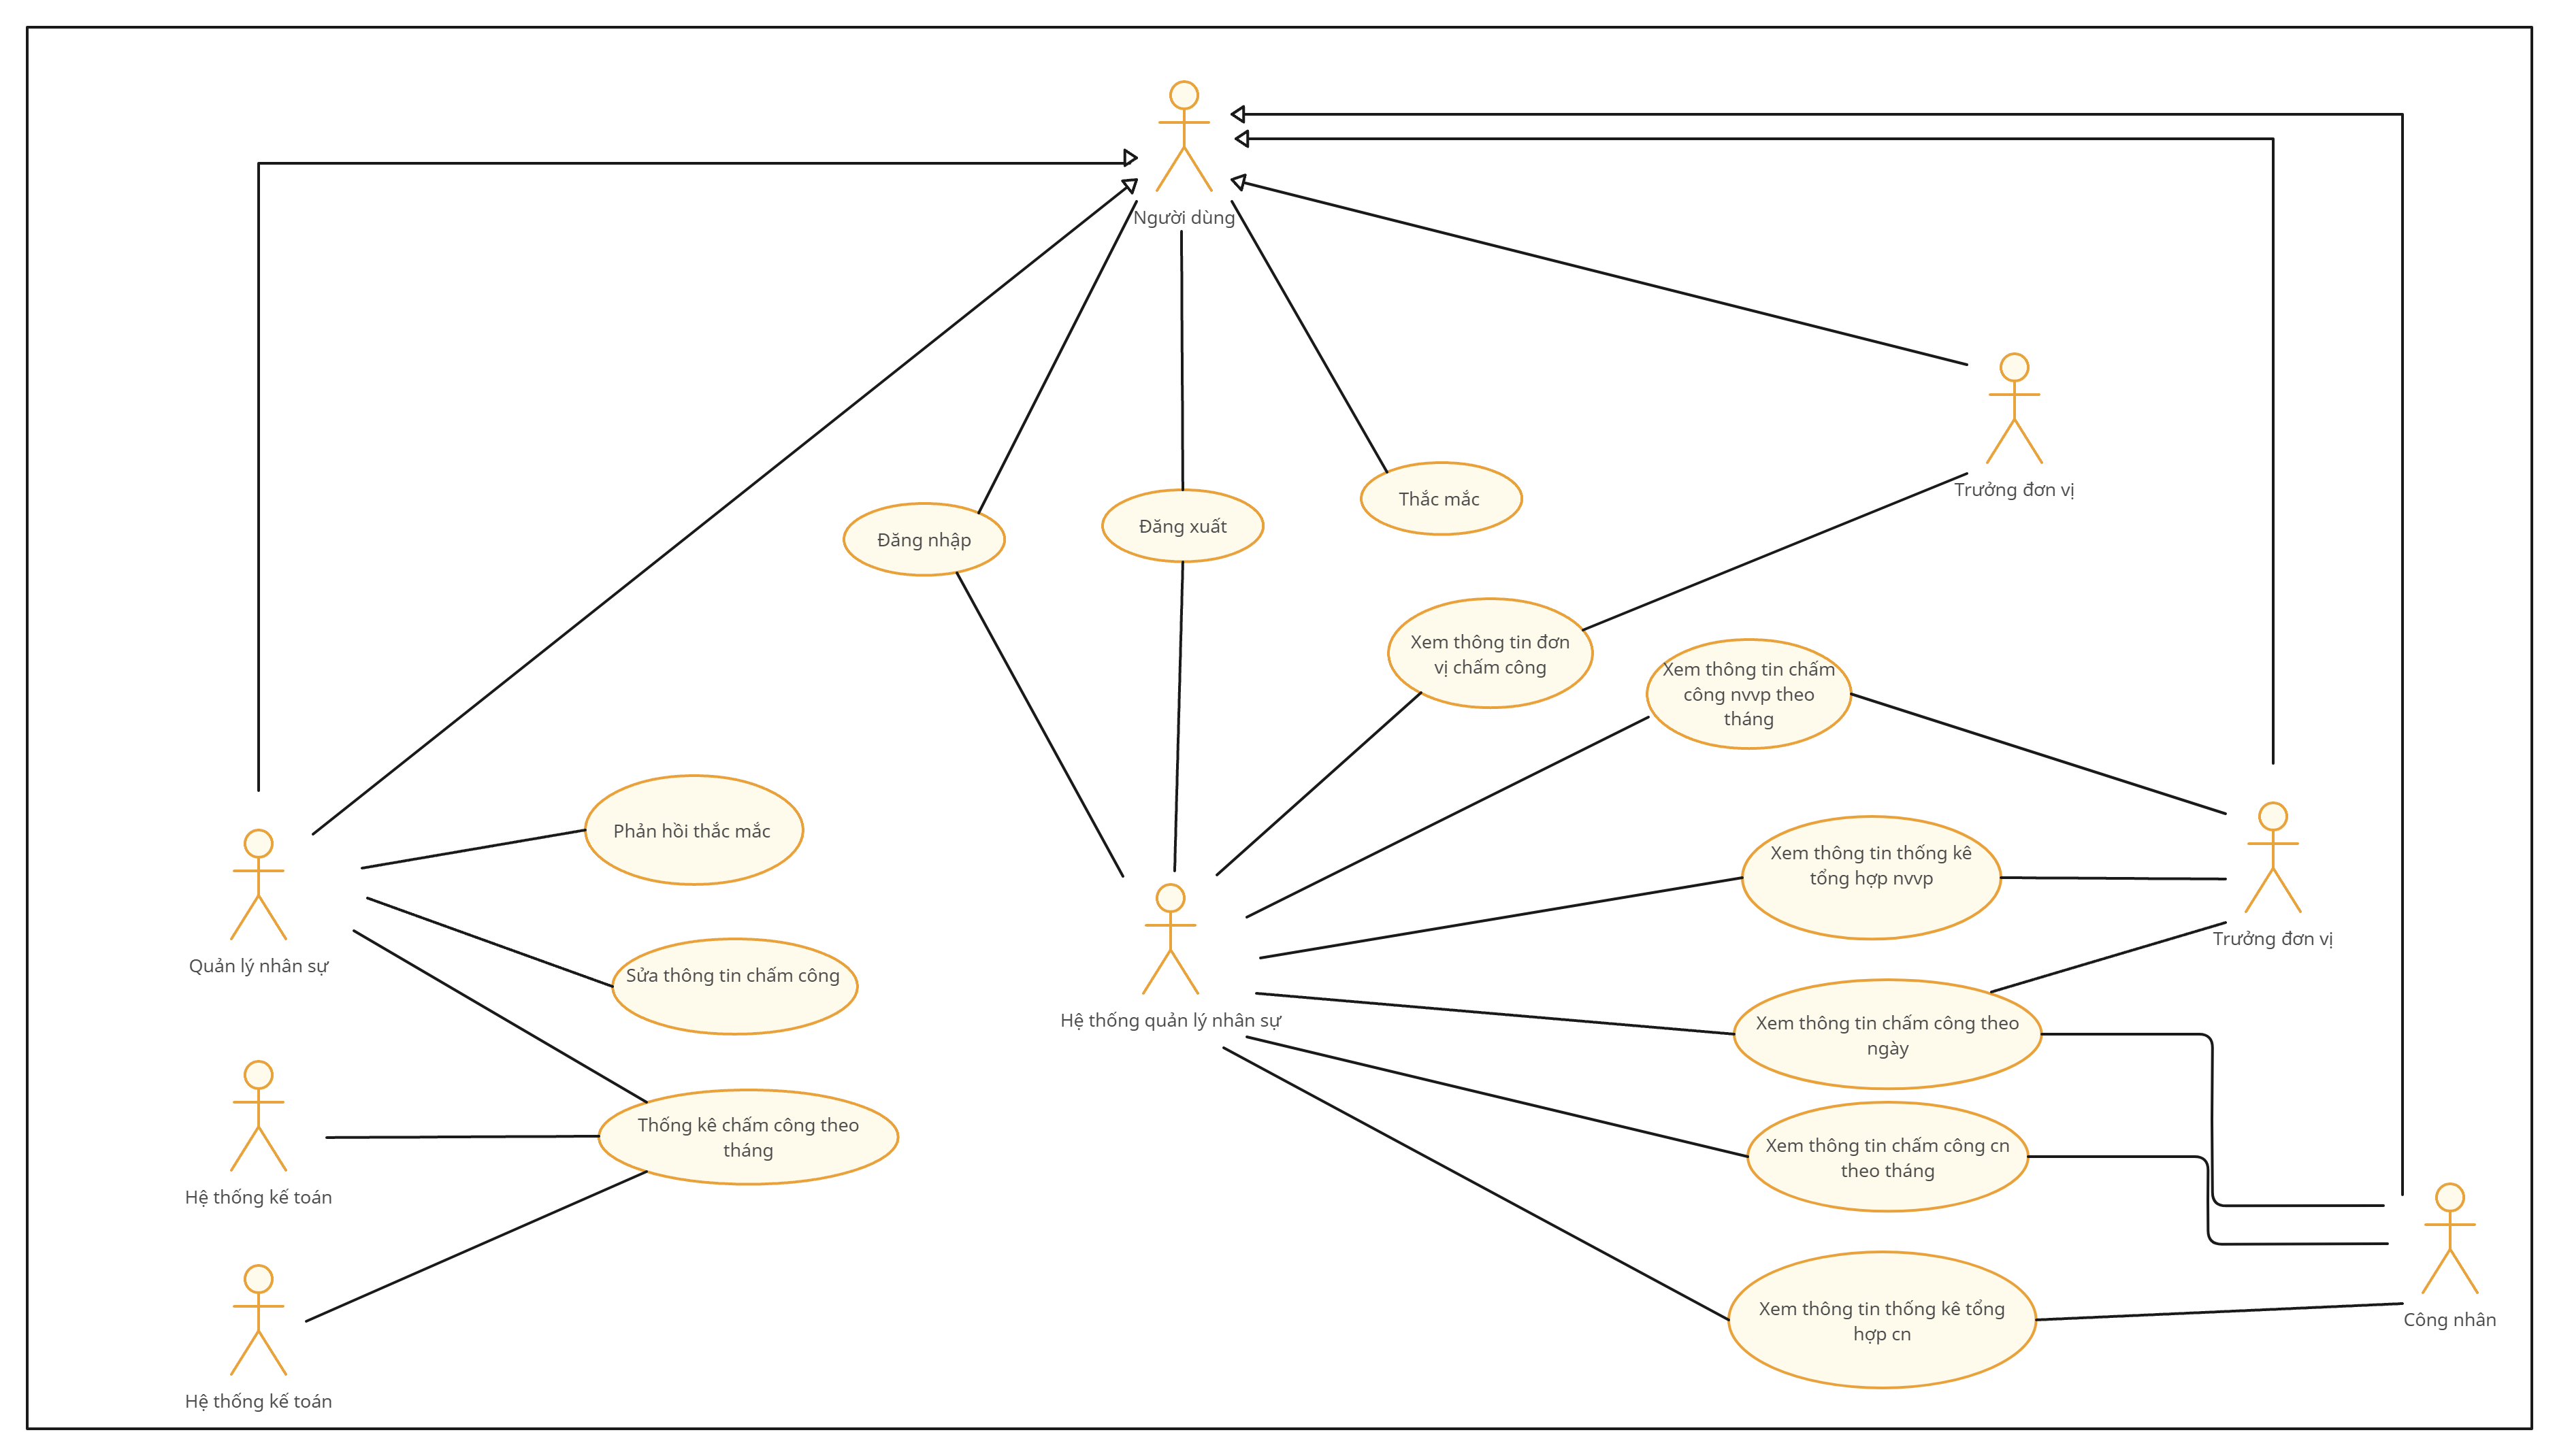 Người dùng
Trưởng đơn vị
Thắc mắc
Đăng xuất
Đăng nhập
Xem thông tin đơn
vị chấm công
Xem thông tin chấm
công nvvp theo
tháng
Phản hồi thắc mắc
Xem thông tin thống kê
tổng hợp nvvp
Trưởng đơn vị
Quản lý nhân sự
Sửa thông tin chấm công
Hệ thống quản lý nhân sự
Xem thông tin chấm công theo
ngày
Thống kê chấm công theo
tháng
Xem thông tin chấm công cn
theo tháng
Hệ thống kế toán
Xem thông tin thống kê tổng
hợp cn
Công nhân
Hệ thống kế toán